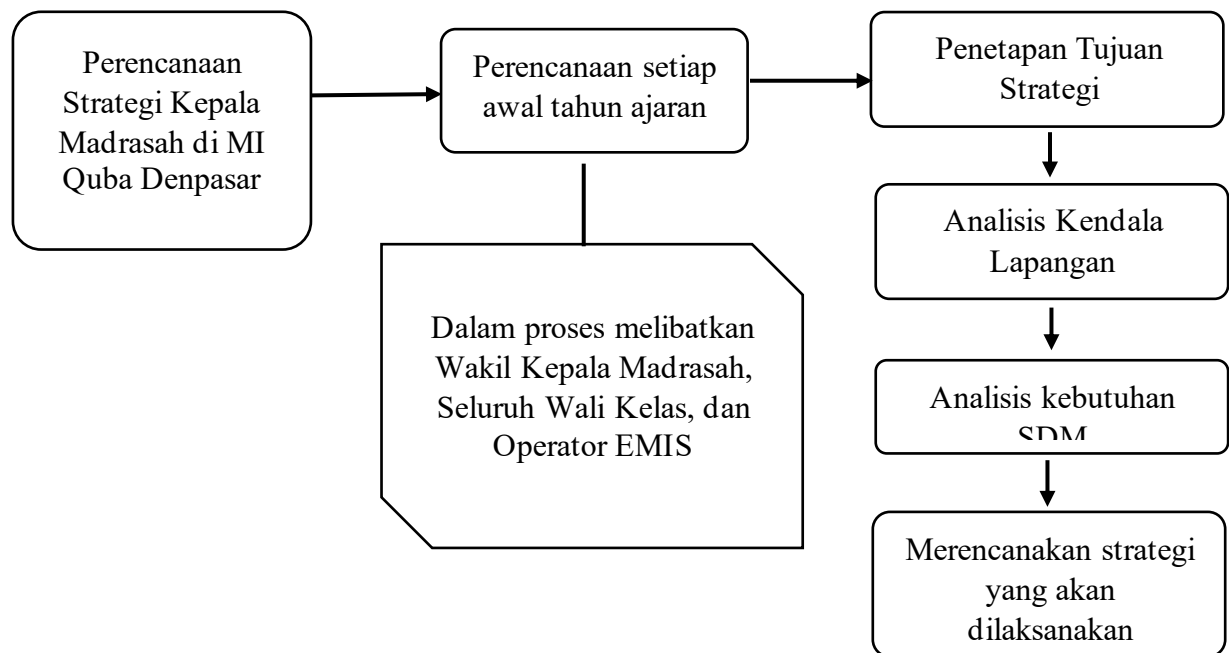 Perencanaan
Strategi Kepala
Madrasah di MI
Quba Denpasar
Perencanaan setiap
awal tahun ajaran
Dalam proses melibatkan
Wakil Kepala Madrasah,
Seluruh Wali Kelas, dan
Operator EMIS
Penetapan Tujuan
Strategi
Analisis Kendala
Lapangan
Analisis kebutuhan
SDM
Merencanakan strategi
yang akan
dilaksanakan